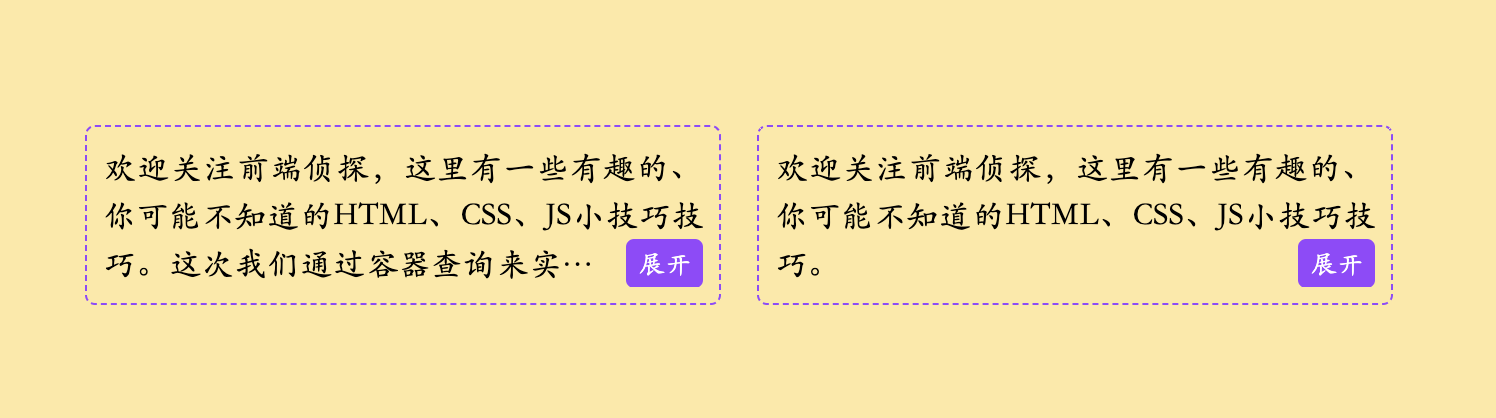 欢迎关注前端侦探，这里有一些有趣的、
你可能不知道的HTML、CSS、JS小技巧技
巧。这次我们通过容器查询来实…
展开
欢迎关注前端侦探，这里有一些有趣的、
你可能不知道的HTML、CSS、JS小技巧技
巧。
展开